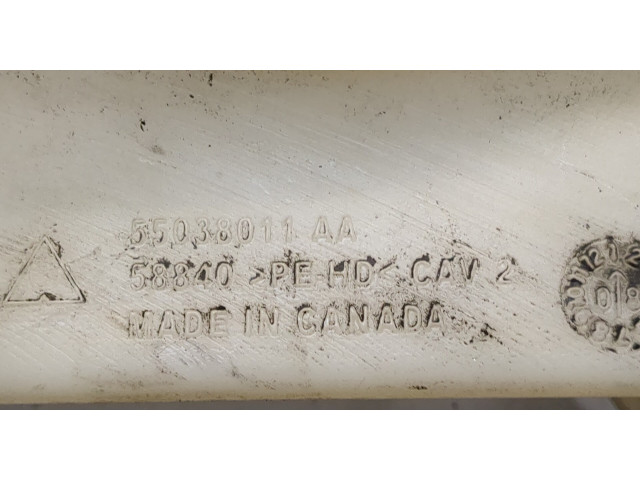 55038011 AA
58840 >PE-HD< CAV 2
MADE IN CANADA